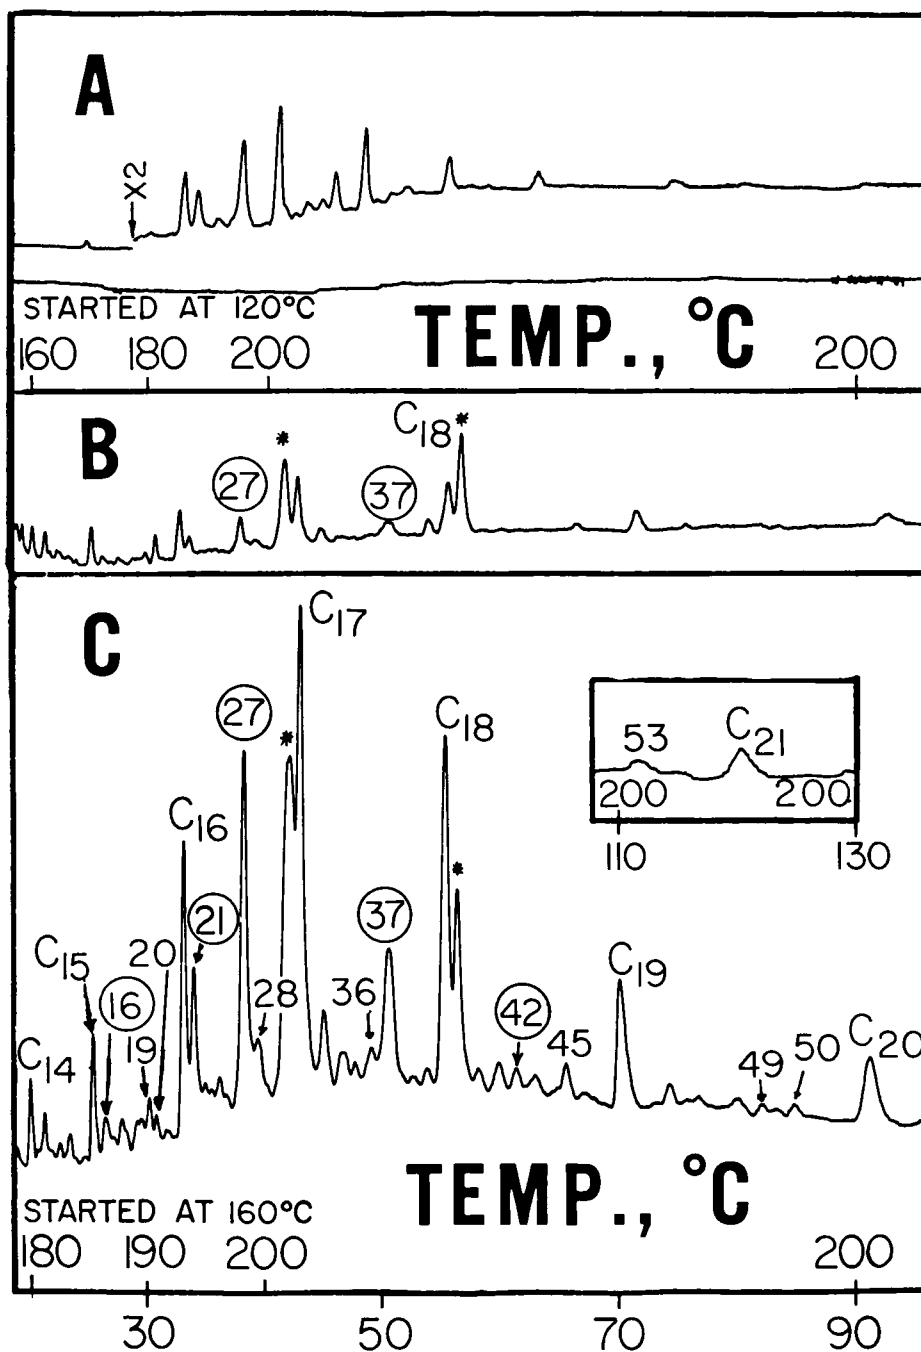 A
X2
STARTED AT 120°C
TEMP., °C
160 180 200 200
B
27 * 37 C18 *
C
C17
27 * C18
53 C21
200 200
110 130
C16
21 37
C15 16 20 19 28 36 42 45 C19
C14 49 50 C20
TEMP., °C
STARTED AT 160°C
180 190 200 200
30 50 70 90